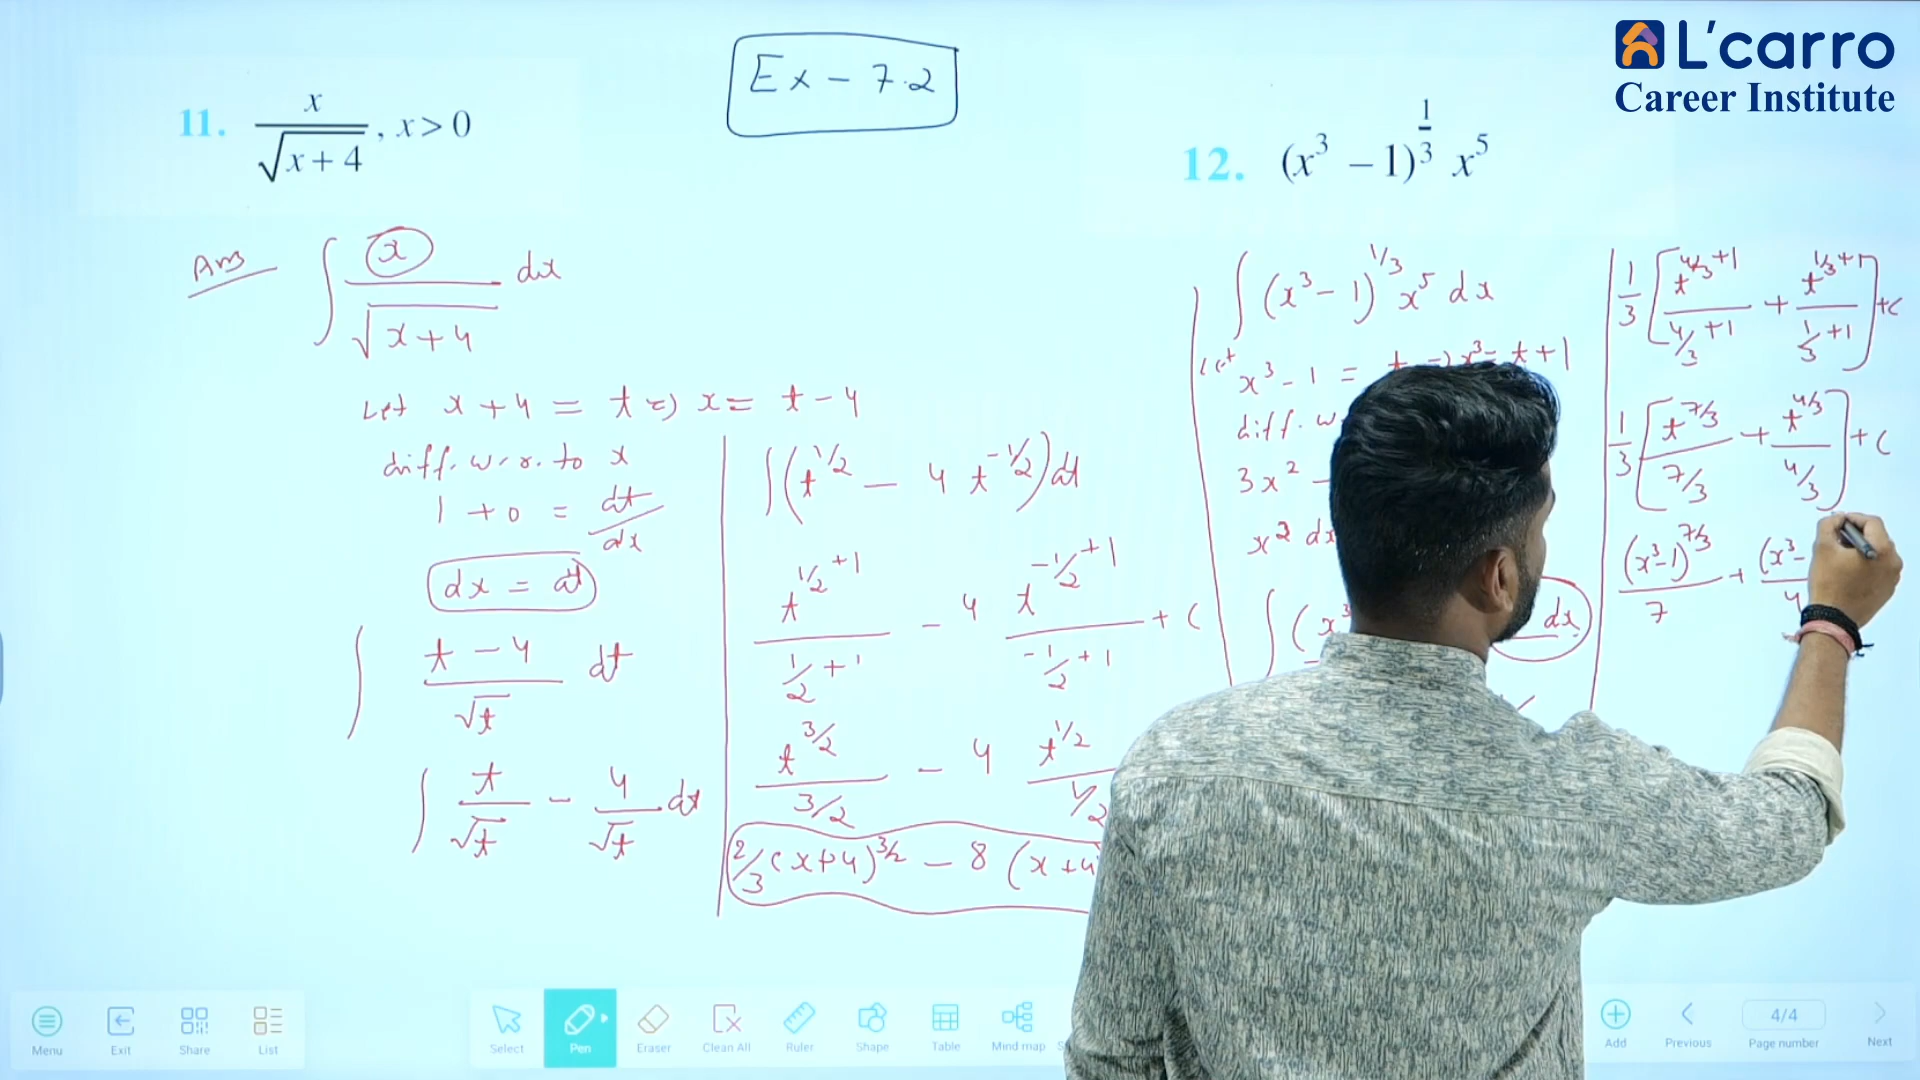 L'carro
Career Institute
Ex - 7.2
11. x/√(x+4), x>0
12. (x³ – 1)^(1/3) x⁵
Ans ∫ x/√(x+4) dx
Let x+4 = t ⇒ x = t-4
diff. w.r. to x
1+0 = dt/dx
dx = dt
∫ (t-4)/√t dt
∫ t/√t - 4/√t dt
∫(t^(1/2) - 4 t^(-1/2)) dt
t^(1/2+1)/(1/2+1) - 4 t^(-1/2+1)/(-1/2+1) + C
t^(3/2)/(3/2) - 4 t^(1/2)/(1/2)
2/3 (x+4)^(3/2) - 8 (x+4
∫ (x³-1)^(1/3) x⁵ dx
Let x³-1 = t ⇒ x³ = t+1
diff. w
3x²
x² dx
∫ (x³ dx
1/3 [t^(4/3+1)/(4/3+1) + t^(1/3+1)/(1/3+1)] + C
1/3 [t^(7/3)/(7/3) + t^(4/3)/(4/3)] + C
(x³-1)^(7/3)/7 + (x³-/4
Menu
Exit
Share
List
Select
Pen
Eraser
Clean All
Ruler
Shape
Table
Mind map
Add
Previous
4/4
Page number
Next